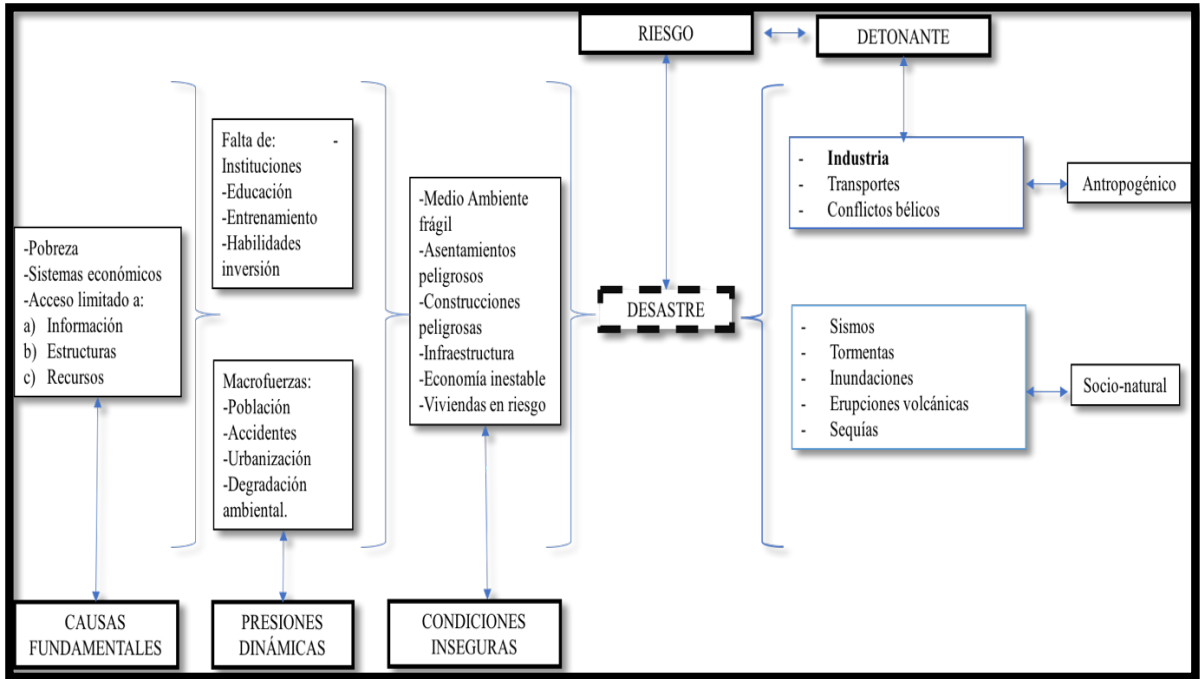 RIESGO
DETONANTE
Falta de: -
Instituciones
-Educación
-Entrenamiento
-Habilidades
inversión
- Industria
- Transportes
- Conflictos bélicos
Antropogénico
-Medio Ambiente
frágil
-Asentamientos
peligrosos
-Construcciones
peligrosas
-Infraestructura
-Economía inestable
-Viviendas en riesgo
-Pobreza
-Sistemas económicos
-Acceso limitado a:
a) Información
b) Estructuras
c) Recursos
DESASTRE
- Sismos
- Tormentas
- Inundaciones
- Erupciones volcánicas
- Sequías
Socio-natural
Macrofuerzas:
-Población
-Accidentes
-Urbanización
-Degradación
ambiental.
CAUSAS
FUNDAMENTALES
PRESIONES
DINÁMICAS
CONDICIONES
INSEGURAS